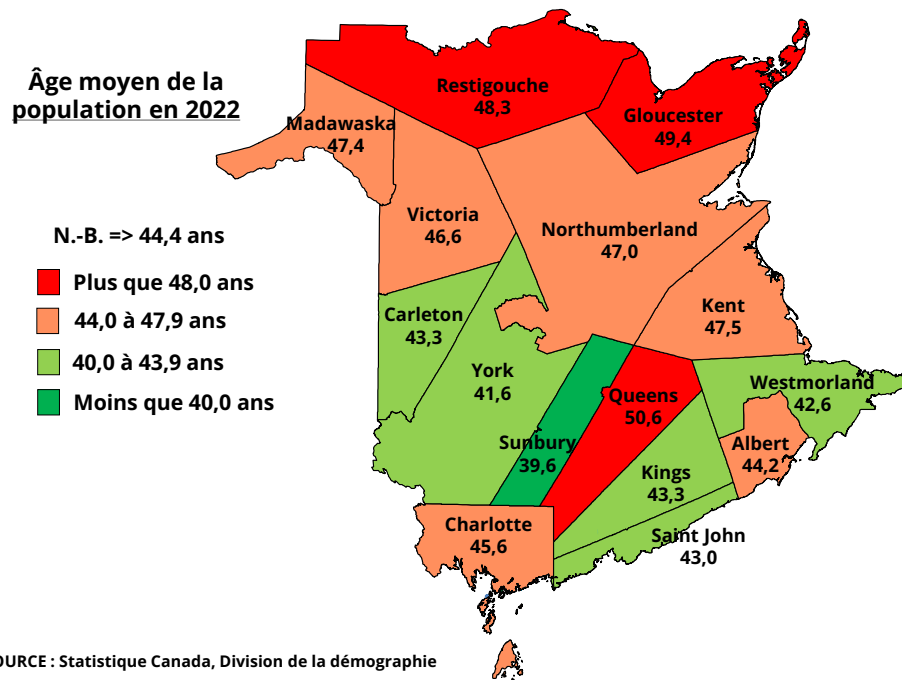 Âge moyen de la
population en 2022
Restigouche
48,3
Gloucester
49,4
Madawaska
47,4
Victoria
46,6
Northumberland
47,0
N.-B. => 44,4 ans
Plus que 48,0 ans
44,0 à 47,9 ans
40,0 à 43,9 ans
Moins que 40,0 ans
Kent
47,5
Carleton
43,3
York
41,6
Westmorland
42,6
Queens
50,6
Sunbury
39,6
Albert
44,2
Kings
43,3
Charlotte
45,6
Saint John
43,0
OURCE : Statistique Canada, Division de la démographie